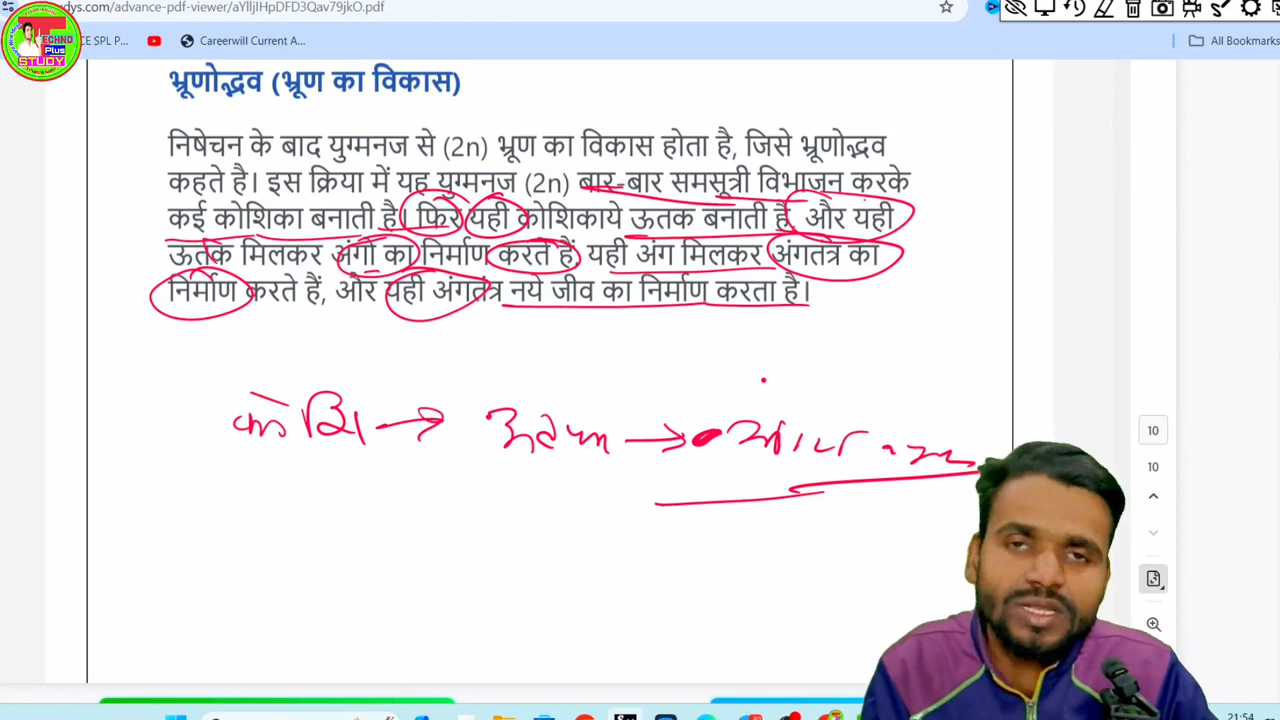 dys.com/advance-pdf-viewer/aYlljIHpDFD3Qav79jkO.pdf
CE SPL P...
Careerwill Current A...
All Bookmarks
TECHNO
Plus
STUDY
भ्रूणोद्भव (भ्रूण का विकास)
निषेचन के बाद युग्मनज से (2n) भ्रूण का विकास होता है, जिसे भ्रूणोद्भव
कहते है। इस क्रिया में यह युग्मनज (2n) बार-बार समसूत्री विभाजन करके
कई कोशिका बनाती है। फिर यही कोशिकाये ऊतक बनाती है, और यही
ऊतक मिलकर अंगो का निर्माण करते हैं, यही अंग मिलकर अंगतंत्र का
निर्माण करते हैं, और यही अंगतंत्र नये जीव का निर्माण करता है।
10
10
21:54